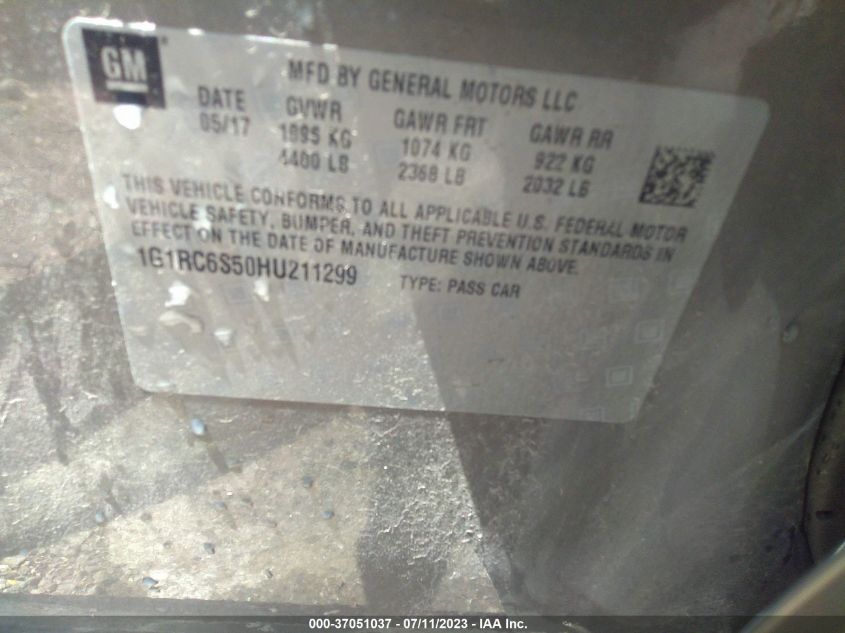 GM
MFD BY GENERAL MOTORS LLC
DATE GVWR GAWR FRT GAWR RR
05/17 1995 KG 1074 KG 922 KG
4400 LB 2368 LB 2032 LB
THIS VEHICLE CONFORMS TO ALL APPLICABLE U.S. FEDERAL MOTOR
VEHICLE SAFETY, BUMPER, AND THEFT PREVENTION STANDARDS IN
EFFECT ON THE DATE OF MANUFACTURE SHOWN ABOVE.
1G1RC6S50HU211299 TYPE: PASS CAR
000-37051037 - 07/11/2023 - IAA Inc.